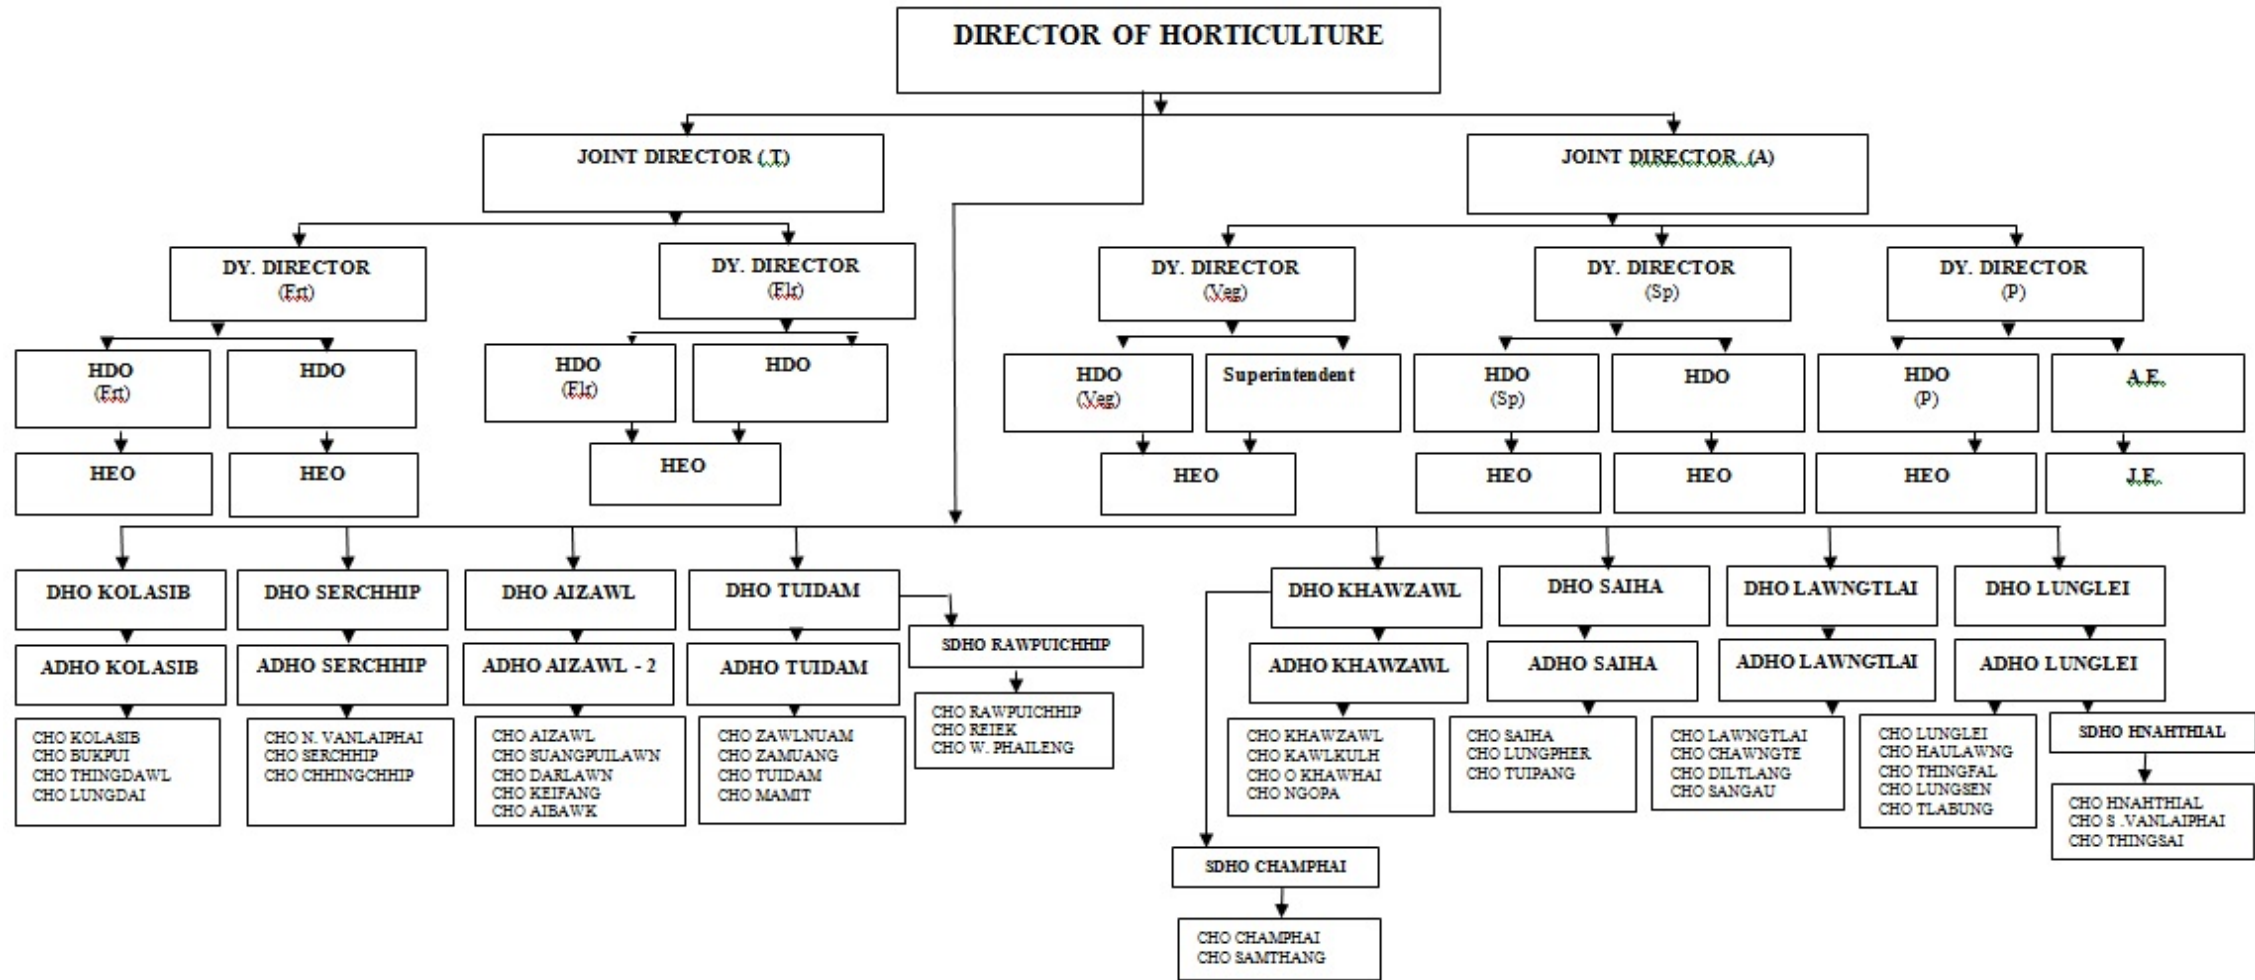 DIRECTOR OF HORTICULTURE
JOINT DIRECTOR (.T)
JOINT DIRECTOR (A)
DY. DIRECTOR
(Frt)
DY. DIRECTOR
(Flr)
DY. DIRECTOR
(Veg)
DY. DIRECTOR
(Sp)
DY. DIRECTOR
(P)
HDO
(Frt)
HDO
HDO
(Flr)
HDO
HDO
(Veg)
Superintendent
HDO
(Sp)
HDO
HDO
(P)
A.E.
HEO
HEO
HEO
HEO
HEO
HEO
HEO
J.E.
DHO KOLASIB
DHO SERCHHIP
DHO AIZAWL
DHO TUIDAM
DHO KHAWZAWL
DHO SAIHA
DHO LAWNGTLAI
DHO LUNGLEI
ADHO KOLASIB
ADHO SERCHHIP
ADHO AIZAWL - 2
ADHO TUIDAM
SDHO RAWPUICHHIP
ADHO KHAWZAWL
ADHO SAIHA
ADHO LAWNGTLAI
ADHO LUNGLEI
CHO KOLASIB
CHO BUKPUI
CHO THINGDAWL
CHO LUNGDAI
CHO N. VANLAIPHAI
CHO SERCHHIP
CHO CHHINGCHHIP
CHO AIZAWL
CHO SUANGPUILAWN
CHO DARLAWN
CHO KEIFANG
CHO AIBAWK
CHO ZAWLNUAM
CHO ZAMUANG
CHO TUIDAM
CHO MAMIT
CHO RAWPUICHHIP
CHO REIEK
CHO W. PHAILENG
CHO KHAWZAWL
CHO KAWLKULH
CHO O KHAWHAI
CHO NGOPA
CHO SAIHA
CHO LUNGPHER
CHO TUIPANG
CHO LAWNGTLAI
CHO CHAWNGTE
CHO DILTLANG
CHO SANGAU
CHO LUNGLEI
CHO HAULAWNG
CHO THINGFAL
CHO LUNGSEN
CHO TLABUNG
SDHO HNAHTHIAL
CHO HNAHTHIAL
CHO S .VANLAIPHAI
CHO THINGSAI
SDHO CHAMPHAI
CHO CHAMPHAI
CHO SAMTHANG